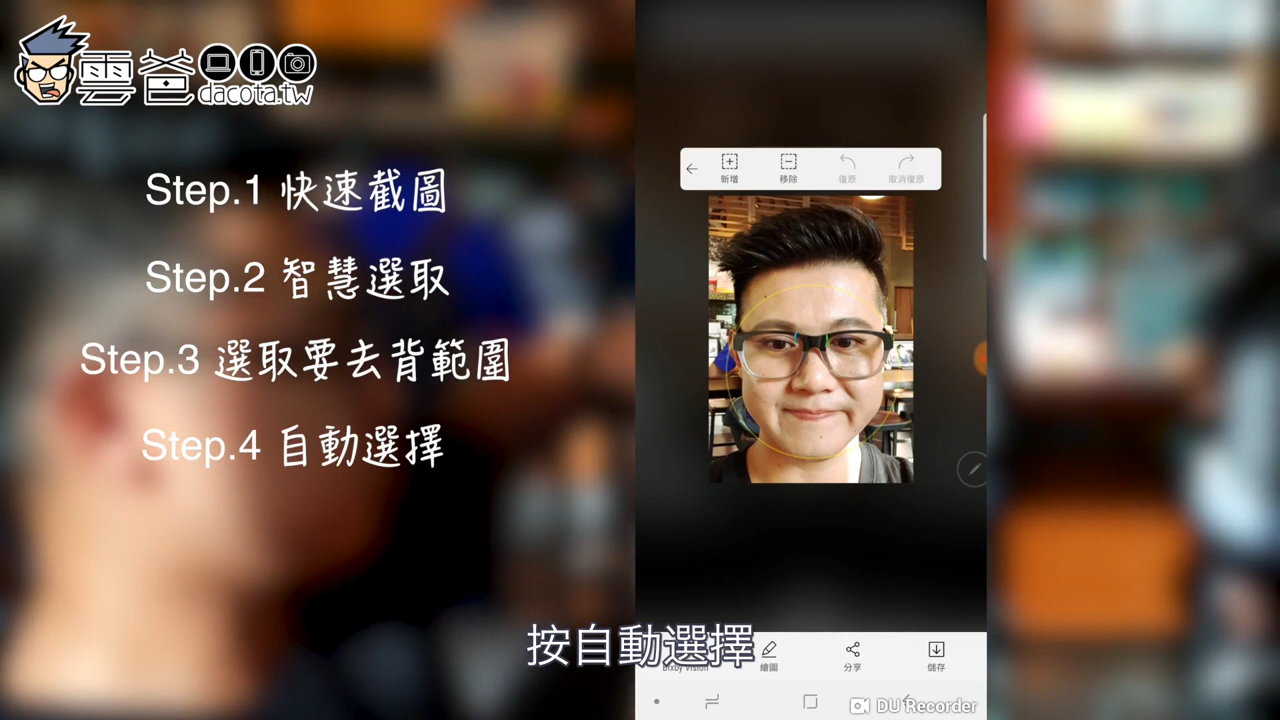 雲爸
dacota.tw
Step.1 快速截圖
Step.2 智慧選取
Step.3 選取要去背範圍
Step.4 自動選擇
新增 移除 復原 取消復原
按自動選擇
Bixby Vision 繪圖 分享 儲存
DU Recorder